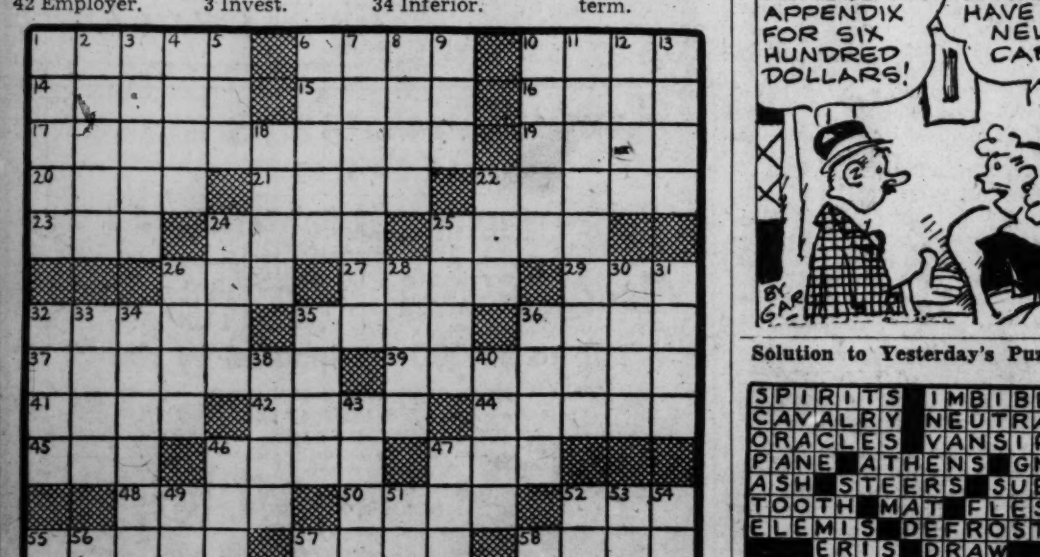 42 Employer. 3 Invest. 34 Inferior. term.
1 2 3 4 5 6 7 8 9 10 11 12 13
14 15 16
17 18 19
20 21 22
23 24 25
26 27 28 29 30 31
32 33 34 35 36
37 38 39 40
41 42 43 44
45 46 47
48 49 50 51 52 53 54
55 56 57 58
APPENDIX
FOR SIX
HUNDRED
DOLLARS!
HAVE
BY
Solution to Yesterday's
SPIRITS IMBIB
CAVALRY NEUTRA
ORACLES VANSI
PANE ATHENS G
ASH STEERS SU
TOOTH MAT FLES
ELEMIS DEFROST
ERIS DRAW